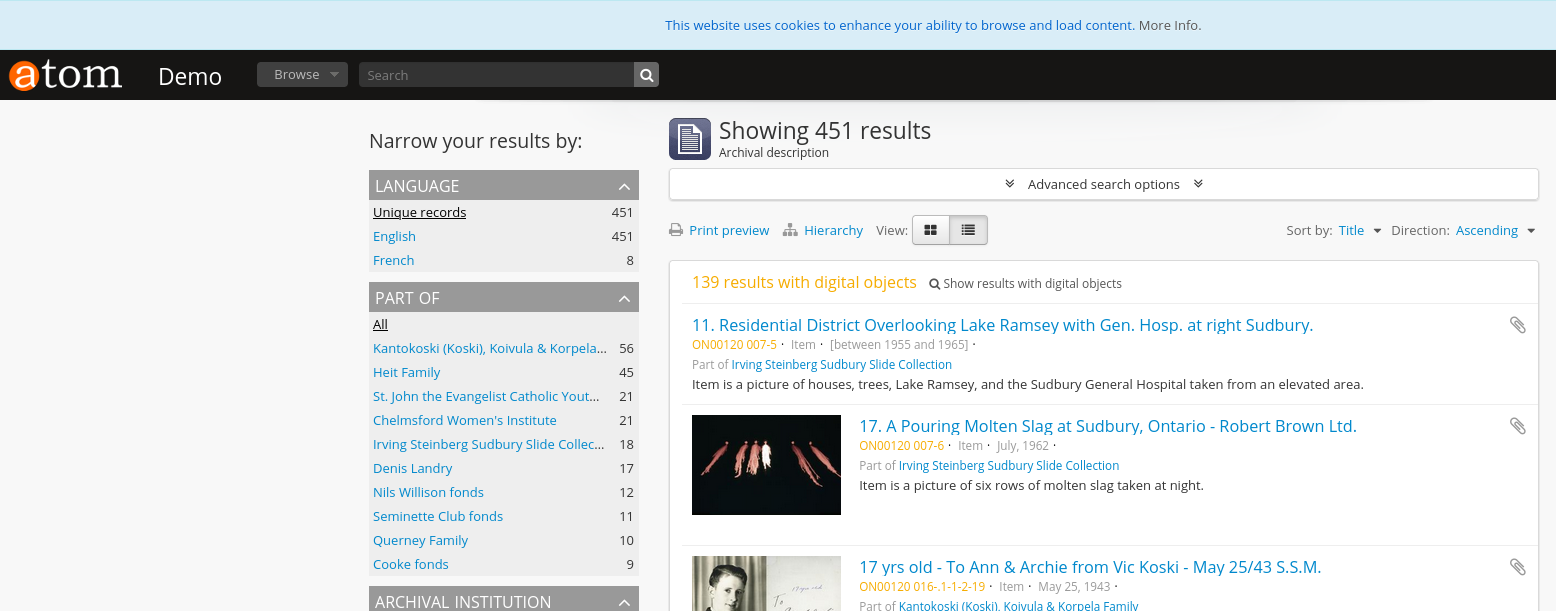 This website uses cookies to enhance your ability to browse and load content. More Info.
atom Demo Browse Search
Narrow your results by:
LANGUAGE
Unique records 451
English 451
French 8
PART OF
All
Kantokoski (Koski), Koivula & Korpela... 56
Heit Family 45
St. John the Evangelist Catholic Yout... 21
Chelmsford Women's Institute 21
Irving Steinberg Sudbury Slide Collec... 18
Denis Landry 17
Nils Willison fonds 12
Seminette Club fonds 11
Querney Family 10
Cooke fonds 9
ARCHIVAL INSTITUTION
Showing 451 results
Archival description
Advanced search options
Print preview Hierarchy View: Sort by: Title Direction: Ascending
139 results with digital objects Show results with digital objects
11. Residential District Overlooking Lake Ramsey with Gen. Hosp. at right Sudbury.
ON00120 007-5 · Item · [between 1955 and 1965] ·
Part of Irving Steinberg Sudbury Slide Collection
Item is a picture of houses, trees, Lake Ramsey, and the Sudbury General Hospital taken from an elevated area.
17. A Pouring Molten Slag at Sudbury, Ontario - Robert Brown Ltd.
ON00120 007-6 · Item · July, 1962 ·
Part of Irving Steinberg Sudbury Slide Collection
Item is a picture of six rows of molten slag taken at night.
17 yrs old - To Ann & Archie from Vic Koski - May 25/43 S.S.M.
ON00120 016-.1-1-2-19 · Item · May 25, 1943 ·
Part of Kantokoski (Koski), Koivula & Korpela Family